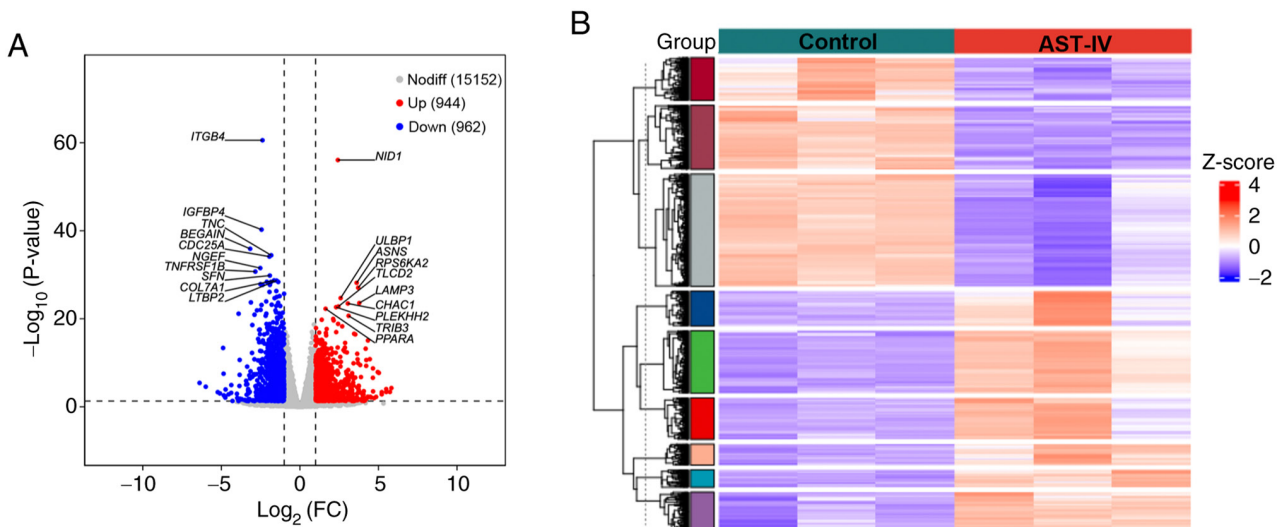 A
Nodiff (15152)
Up (944)
Down (962)
ITGB4
NID1
IGFBP4
TNC
BEGAIN
CDC25A
NGEF
TNFRSF1B
SFN
COL7A1
LTBP2
ULBP1
ASNS
RPS6KA2
TLCD2
LAMP3
CHAC1
PLEKHH2
TRIB3
PPARA
60
40
20
0
−Log10 (P-value)
−10 −5 0 5 10
Log2 (FC)
B
Group Control AST-IV
Z-score
4
2
0
−2